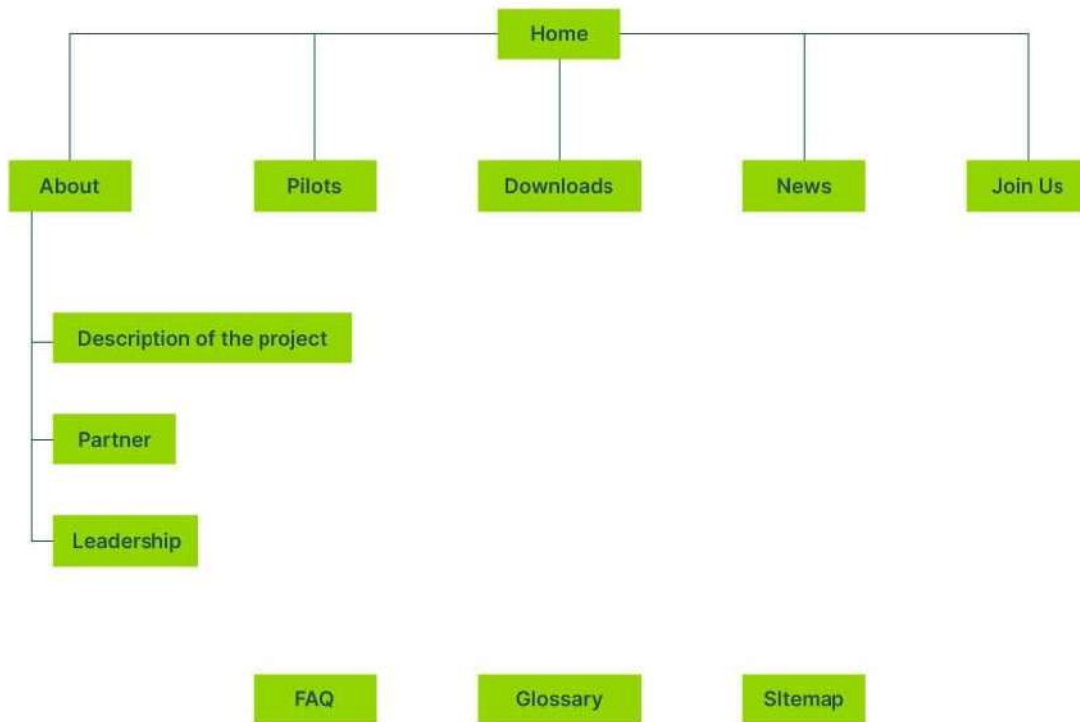 Home
About
Pilots
Downloads
News
Join Us
Description of the project
Partner
Leadership
FAQ
Glossary
SItemap